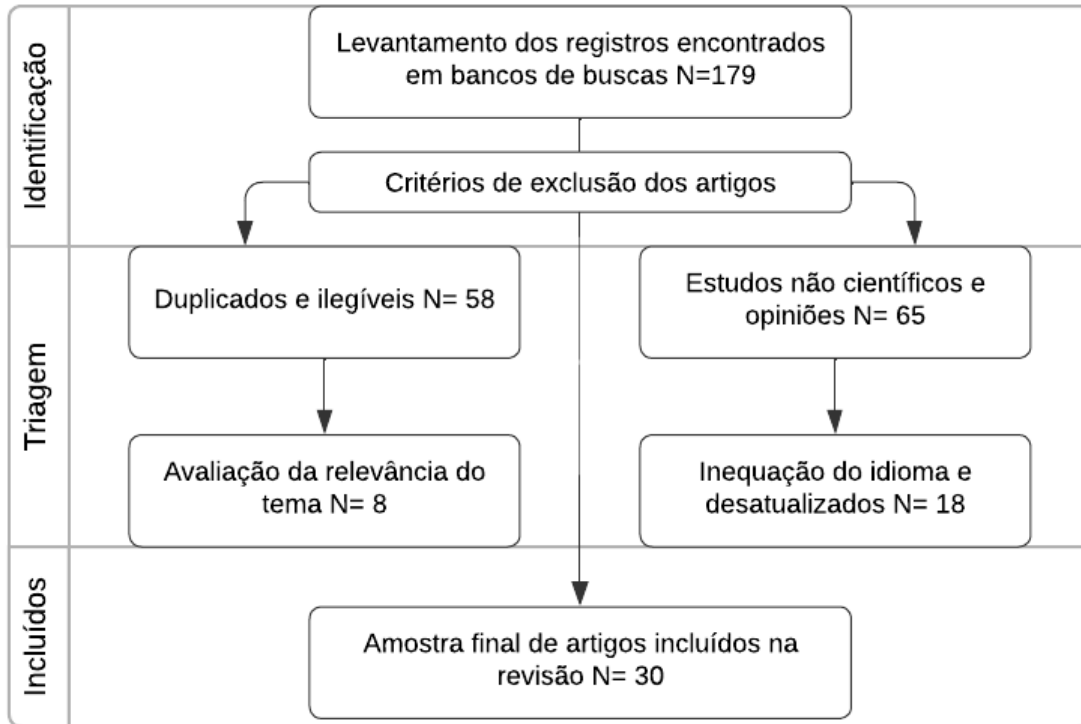 Identificação
Levantamento dos registros encontrados
em bancos de buscas N=179
Critérios de exclusão dos artigos
Triagem
Duplicados e ilegíveis N= 58
Estudos não científicos e
opiniões N= 65
Avaliação da relevância do
tema N= 8
Inequação do idioma e
desatualizados N= 18
Incluídos
Amostra final de artigos incluídos na
revisão N= 30